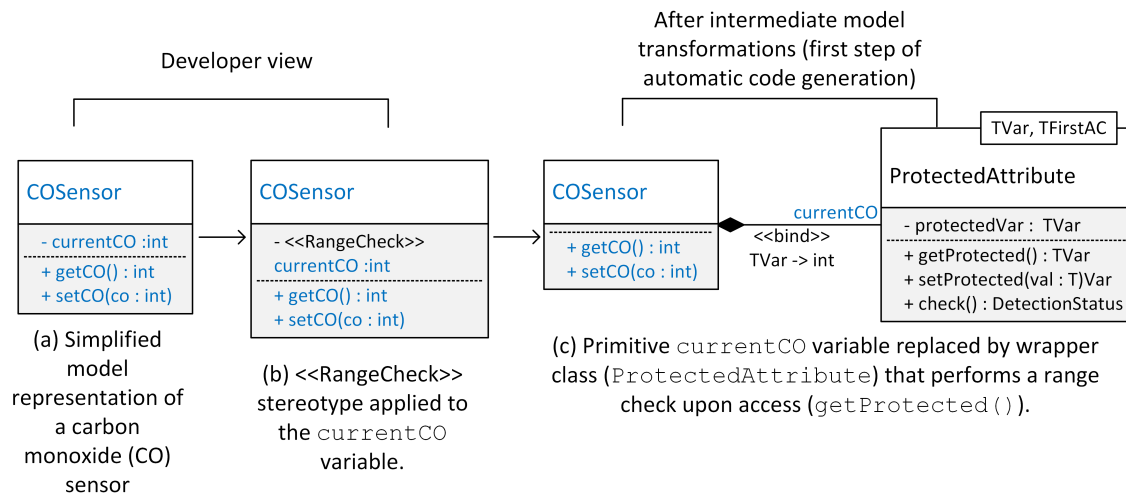 Developer view
After intermediate model
transformations (first step of
automatic code generation)
COSensor
- currentCO :int
+ getCO() : int
+ setCO(co : int)
(a) Simplified
model
representation of
a carbon
monoxide (CO)
sensor
COSensor
- <<RangeCheck>>
currentCO :int
+ getCO() : int
+ setCO(co : int)
(b) <<RangeCheck>>
stereotype applied to
the currentCO
variable.
COSensor
+ getCO() : int
+ setCO(co : int)
currentCO
<<bind>>
TVar -> int
TVar, TFirstAC
ProtectedAttribute
- protectedVar : TVar
+ getProtected() : TVar
+ setProtected(val : T)Var
+ check() : DetectionStatus
(c) Primitive currentCO variable replaced by wrapper
class (ProtectedAttribute) that performs a range
check upon access (getProtected()).